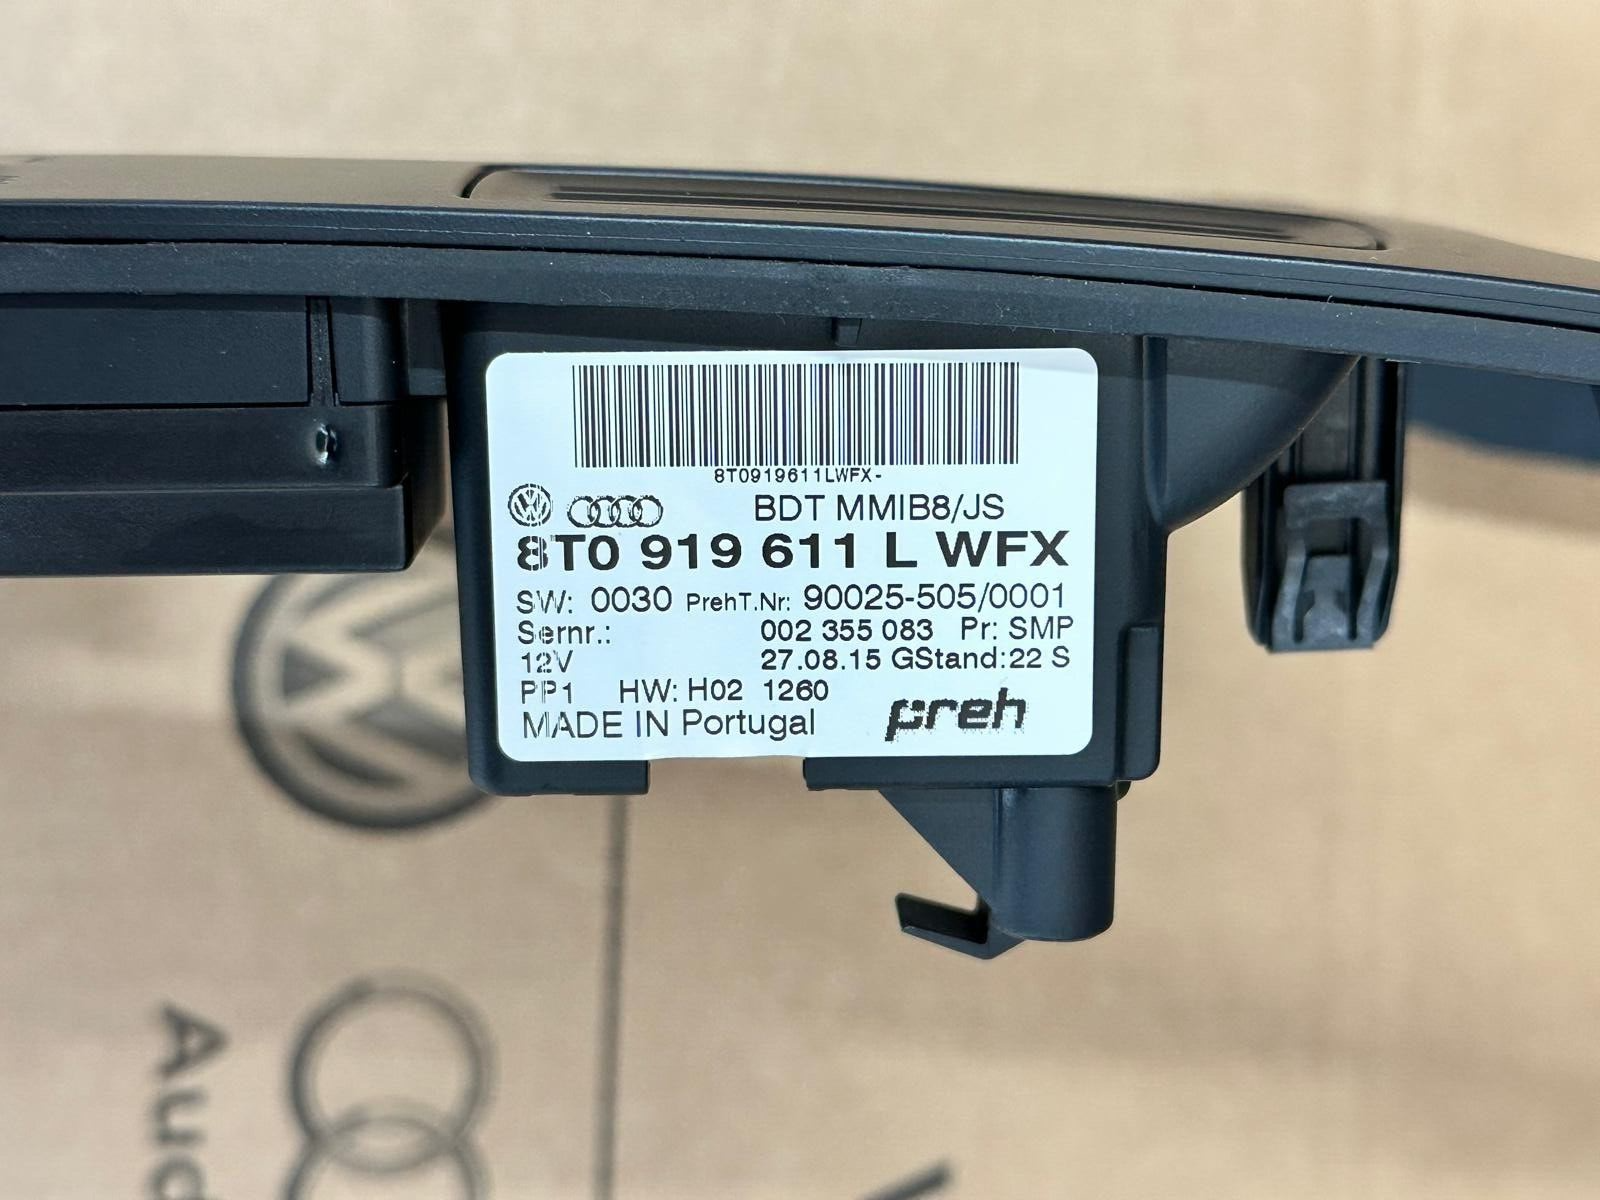 8T0919611LWFX-
BDT MMIB8/JS
8T0 919 611 L WFX
SW: 0030 PrehT.Nr: 90025-505/0001
Sernr.: 002 355 083 Pr: SMP
12V 27.08.15 GStand:22 S
PP1 HW: H02 1260
MADE IN Portugal preh
Aud